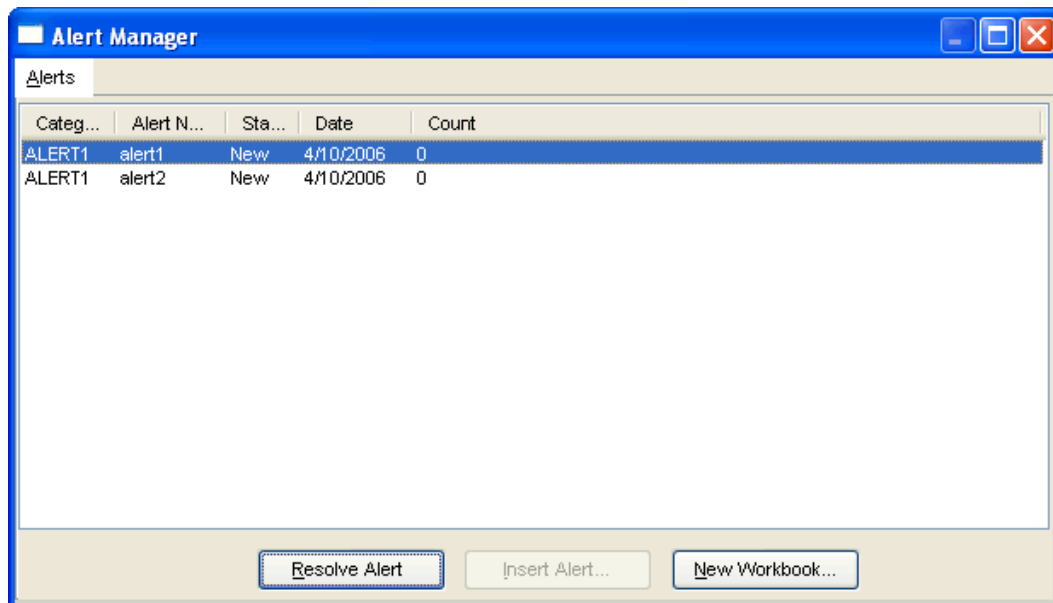 Alert Manager
Alerts
Categ... Alert N... Sta... Date Count
ALERT1 alert1 New 4/10/2006 0
ALERT1 alert2 New 4/10/2006 0
Resolve Alert Insert Alert... New Workbook...